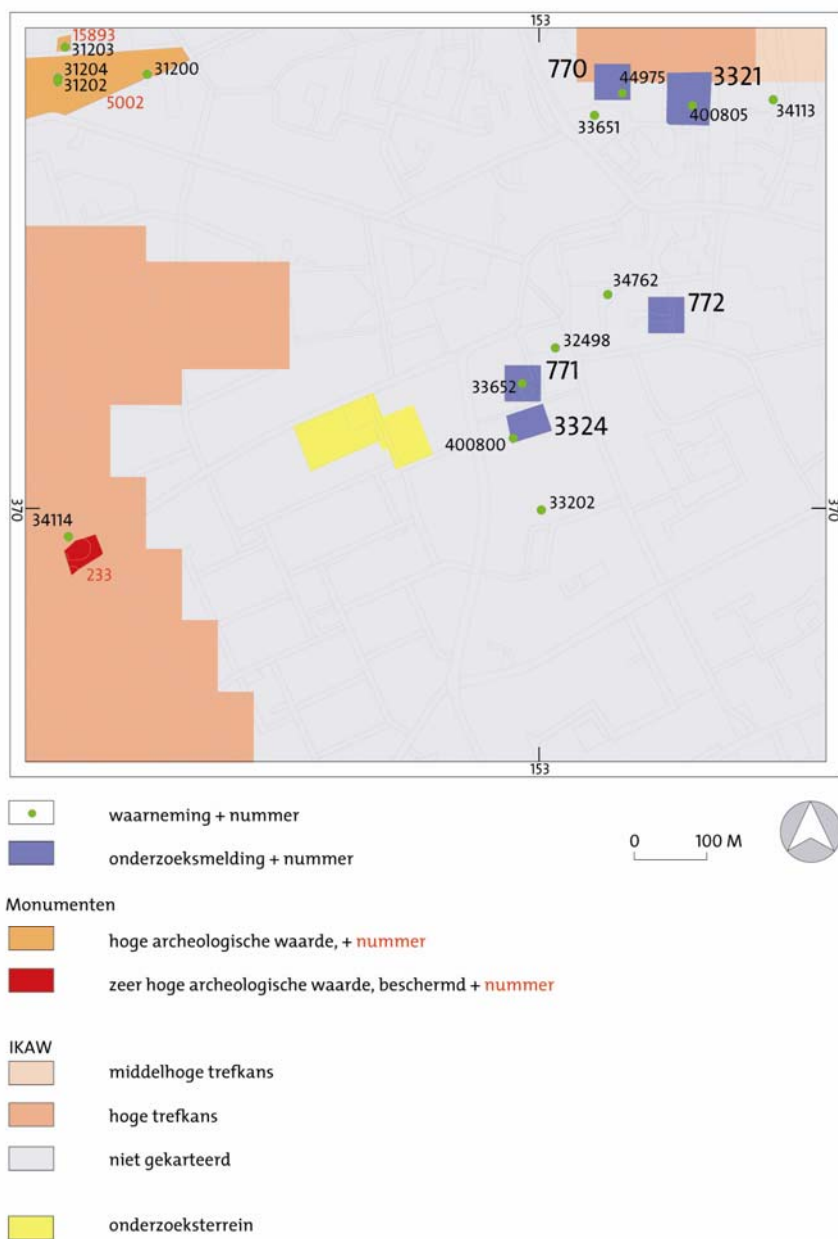 153
15893
31203
31204
31202
31200
5002
770
44975
3321
33651
400805
34113
34762
772
32498
771
33652
3324
400800
33202
370
370
34114
233
153
waarneming + nummer
onderzoeksmelding + nummer
0 100 M
Monumenten
hoge archeologische waarde, + nummer
zeer hoge archeologische waarde, beschermd + nummer
IKAW
middelhoge trefkans
hoge trefkans
niet gekarteerd
onderzoeksterrein